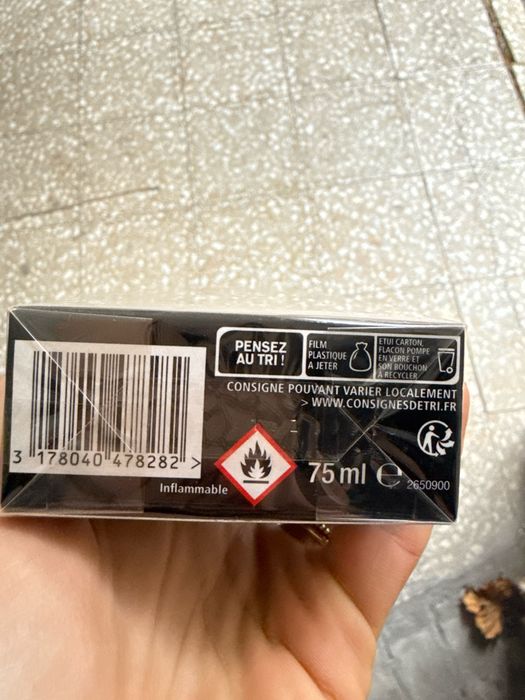 PENSEZ
AU TRI !
FILM
PLASTIQUE
A JETER
ETUI CARTON,
FLACON POMPE
EN VERRE ET
SON BOUCHON
À RECYCLER
CONSIGNE POUVANT VARIER LOCALEMENT
> WWW.CONSIGNESDETRI.FR
3 178040 478282 >
Inflammable
75 ml ℮
2650900